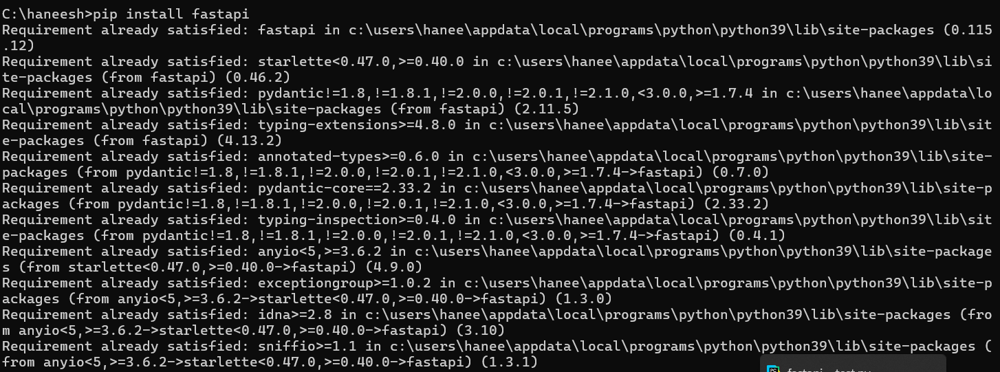 C:\haneesh>pip install fastapi
Requirement already satisfied: fastapi in c:\users\hanee\appdata\local\programs\python\python39\lib\site-packages (0.115
.12)
Requirement already satisfied: starlette<0.47.0,>=0.40.0 in c:\users\hanee\appdata\local\programs\python\python39\lib\si
te-packages (from fastapi) (0.46.2)
Requirement already satisfied: pydantic!=1.8,!=1.8.1,!=2.0.0,!=2.0.1,!=2.1.0,<3.0.0,>=1.7.4 in c:\users\hanee\appdata\lo
cal\programs\python\python39\lib\site-packages (from fastapi) (2.11.5)
Requirement already satisfied: typing-extensions>=4.8.0 in c:\users\hanee\appdata\local\programs\python\python39\lib\sit
e-packages (from fastapi) (4.13.2)
Requirement already satisfied: annotated-types>=0.6.0 in c:\users\hanee\appdata\local\programs\python\python39\lib\site-
packages (from pydantic!=1.8,!=1.8.1,!=2.0.0,!=2.0.1,!=2.1.0,<3.0.0,>=1.7.4->fastapi) (0.7.0)
Requirement already satisfied: pydantic-core==2.33.2 in c:\users\hanee\appdata\local\programs\python\python39\lib\site-p
ackages (from pydantic!=1.8,!=1.8.1,!=2.0.0,!=2.0.1,!=2.1.0,<3.0.0,>=1.7.4->fastapi) (2.33.2)
Requirement already satisfied: typing-inspection>=0.4.0 in c:\users\hanee\appdata\local\programs\python\python39\lib\sit
e-packages (from pydantic!=1.8,!=1.8.1,!=2.0.0,!=2.0.1,!=2.1.0,<3.0.0,>=1.7.4->fastapi) (0.4.1)
Requirement already satisfied: anyio<5,>=3.6.2 in c:\users\hanee\appdata\local\programs\python\python39\lib\site-package
s (from starlette<0.47.0,>=0.40.0->fastapi) (4.9.0)
Requirement already satisfied: exceptiongroup>=1.0.2 in c:\users\hanee\appdata\local\programs\python\python39\lib\site-p
ackages (from anyio<5,>=3.6.2->starlette<0.47.0,>=0.40.0->fastapi) (1.3.0)
Requirement already satisfied: idna>=2.8 in c:\users\hanee\appdata\local\programs\python\python39\lib\site-packages (fro
m anyio<5,>=3.6.2->starlette<0.47.0,>=0.40.0->fastapi) (3.10)
Requirement already satisfied: sniffio>=1.1 in c:\users\hanee\appdata\local\programs\python\python39\lib\site-packages (
from anyio<5,>=3.6.2->starlette<0.47.0,>=0.40.0->fastapi) (1.3.1)